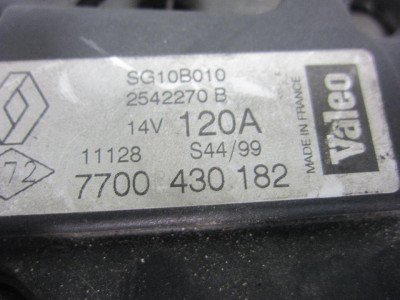 SG10B010
2542270 B
14V 120A
11128 S44/99
7700 430 182
72
Valeo
MADE IN FRANCE